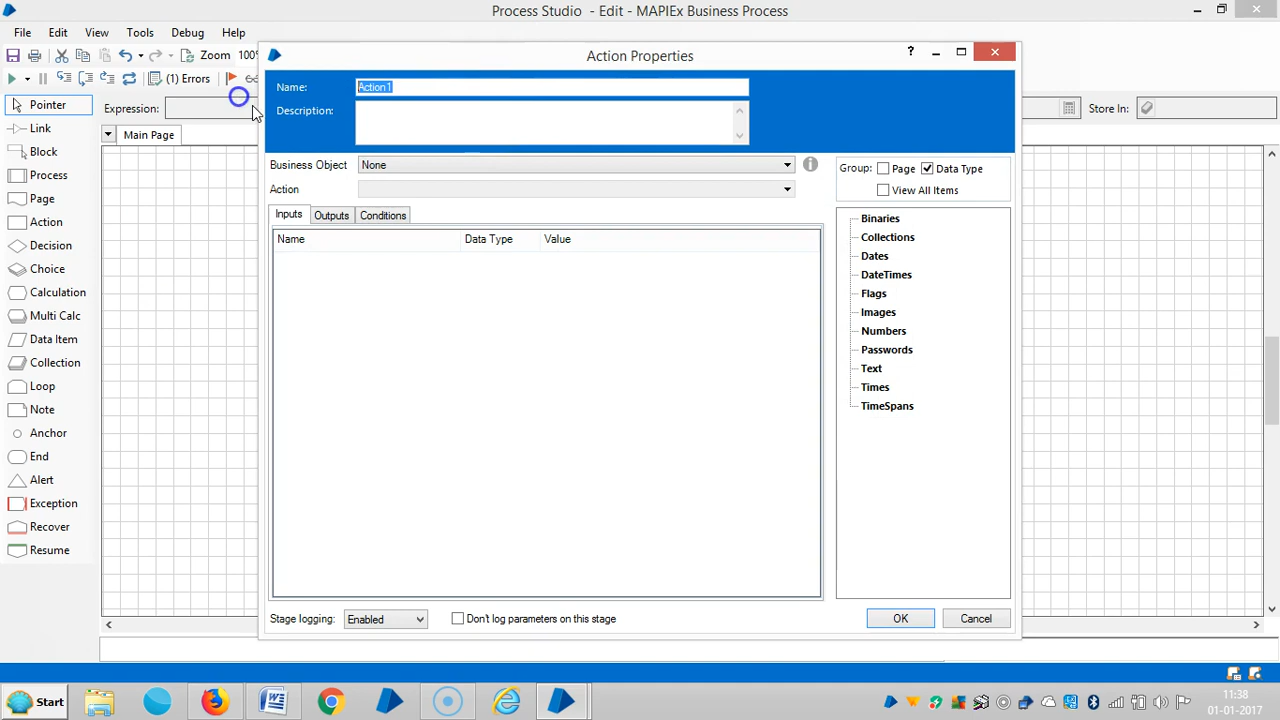 Process Studio - Edit - MAPIEx Business Process
File Edit View Tools Debug Help
Zoom 100%
(1) Errors
Expression:
Store In:
Main Page
Pointer
Link
Block
Process
Page
Action
Decision
Choice
Calculation
Multi Calc
Data Item
Collection
Loop
Note
Anchor
End
Alert
Exception
Recover
Resume
Action Properties
Name: Action1
Description:
Business Object None
Action
Group: Page Data Type
View All Items
Inputs Outputs Conditions
Name Data Type Value
Binaries
Collections
Dates
DateTimes
Flags
Images
Numbers
Passwords
Text
Times
TimeSpans
Stage logging: Enabled Don't log parameters on this stage
OK Cancel
Start
11:38
01-01-2017